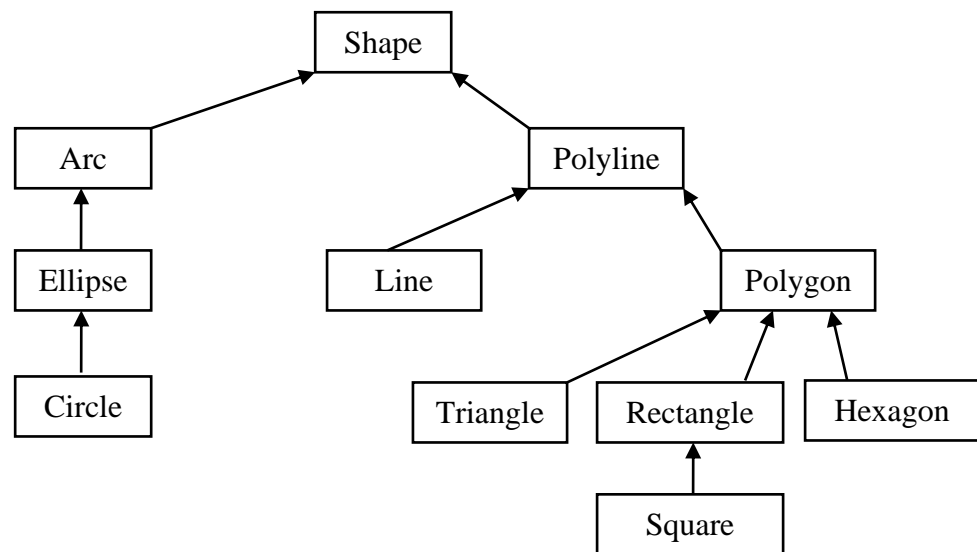 Shape
Arc
Polyline
Ellipse
Line
Polygon
Circle
Triangle
Rectangle
Hexagon
Square